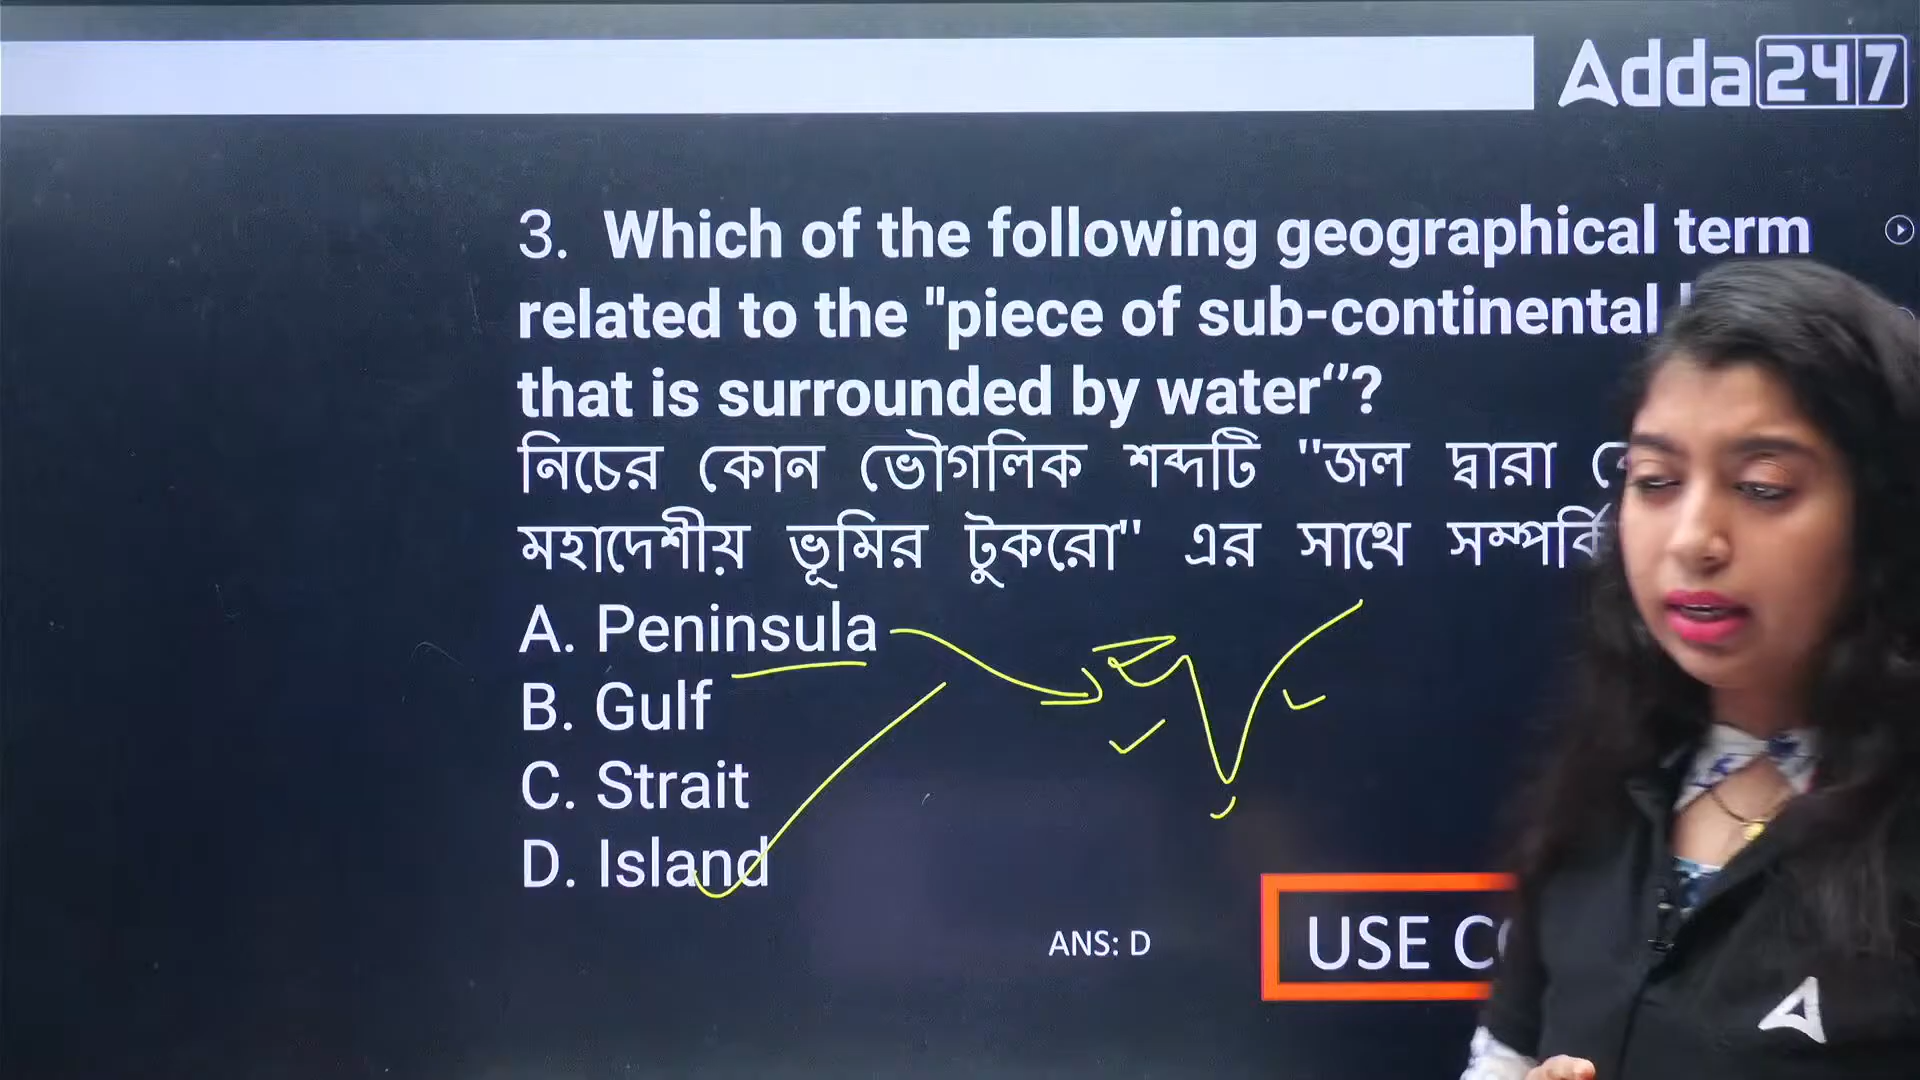 Adda247
3. Which of the following geographical term
related to the "piece of sub-continental
that is surrounded by water‘’?
নিচের কোন ভৌগলিক শব্দটি "জল দ্বারা
মহাদেশীয় ভূমির টুকরো" এর সাথে
A. Peninsula
B. Gulf
C. Strait
D. Island
ANS: D
USE